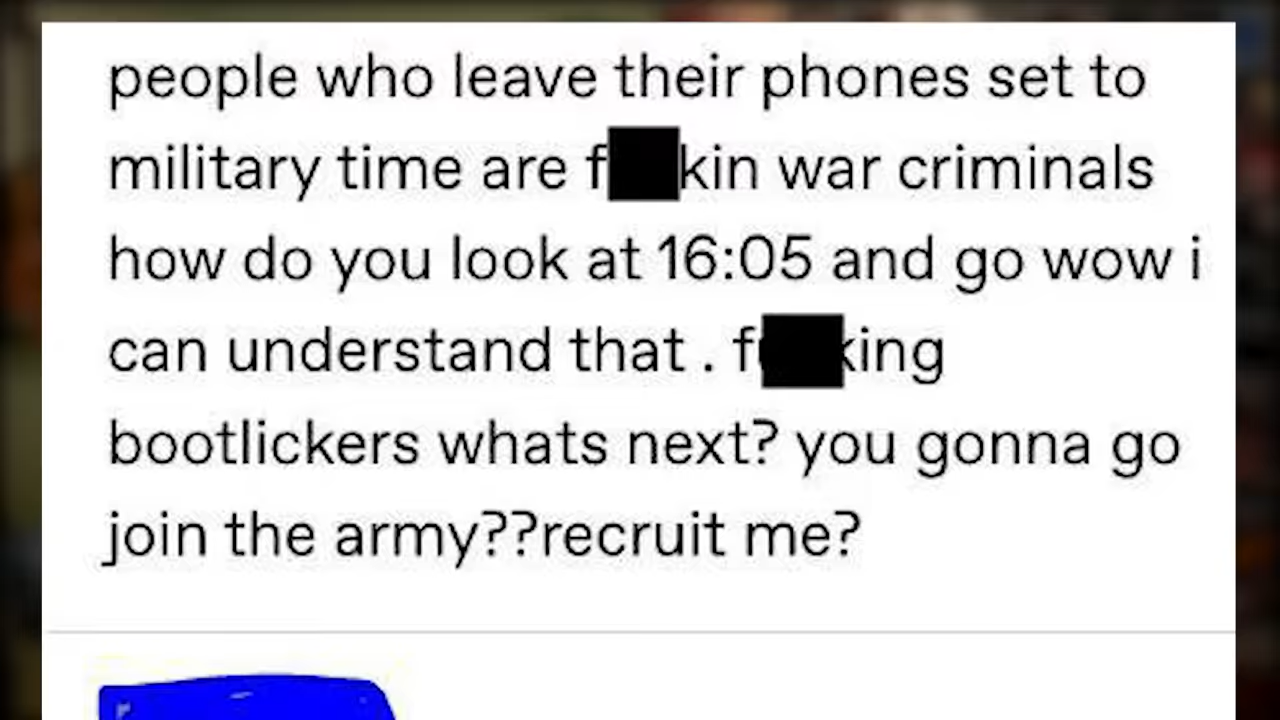 people who leave their phones set to
military time are f kin war criminals
how do you look at 16:05 and go wow i
can understand that . f king
bootlickers whats next? you gonna go
join the army??recruit me?